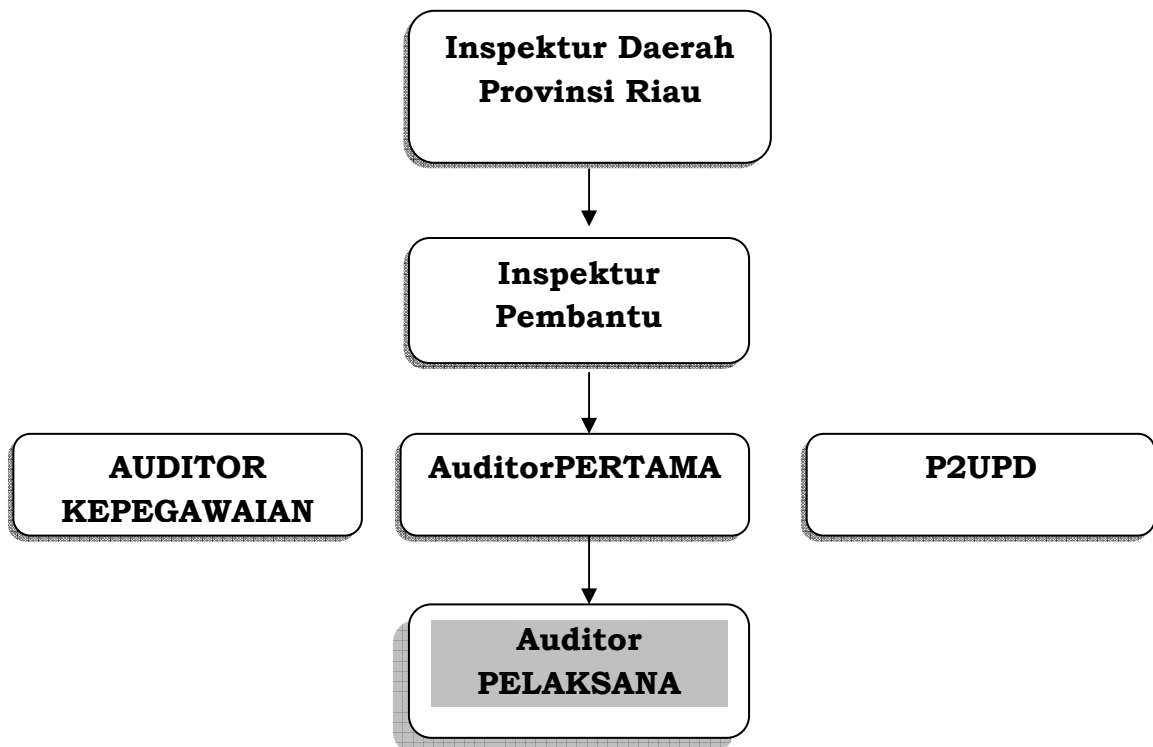 Inspektur Daerah
Provinsi Riau
Inspektur
Pembantu
AUDITOR
KEPEGAWAIAN
AuditorPERTAMA
P2UPD
Auditor
PELAKSANA